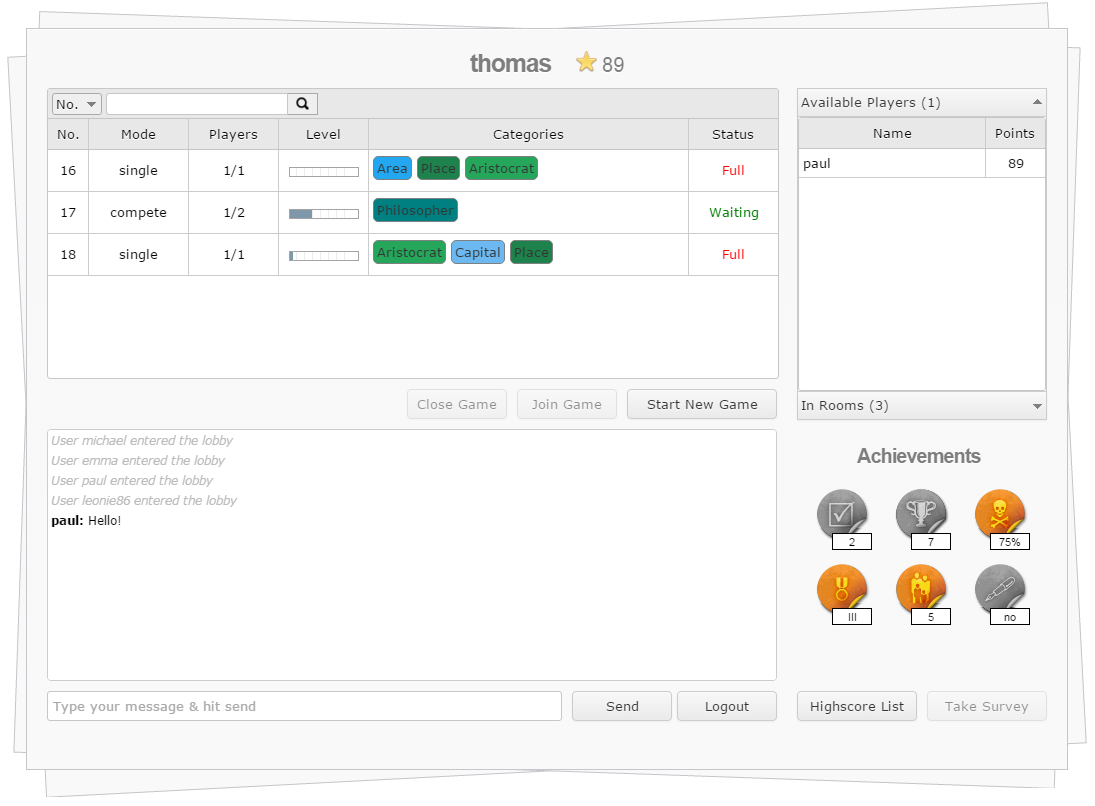 thomas 89
No.
No. Mode Players Level Categories Status
16 single 1/1 Area Place Aristocrat Full
17 compete 1/2 Philosopher Waiting
18 single 1/1 Aristocrat Capital Place Full
Close Game Join Game Start New Game
User michael entered the lobby
User emma entered the lobby
User paul entered the lobby
User leonie86 entered the lobby
paul: Hello!
Type your message & hit send Send Logout
Available Players (1)
Name Points
paul 89
In Rooms (3)
Achievements
2 7 75%
III 5 no
Highscore List Take Survey